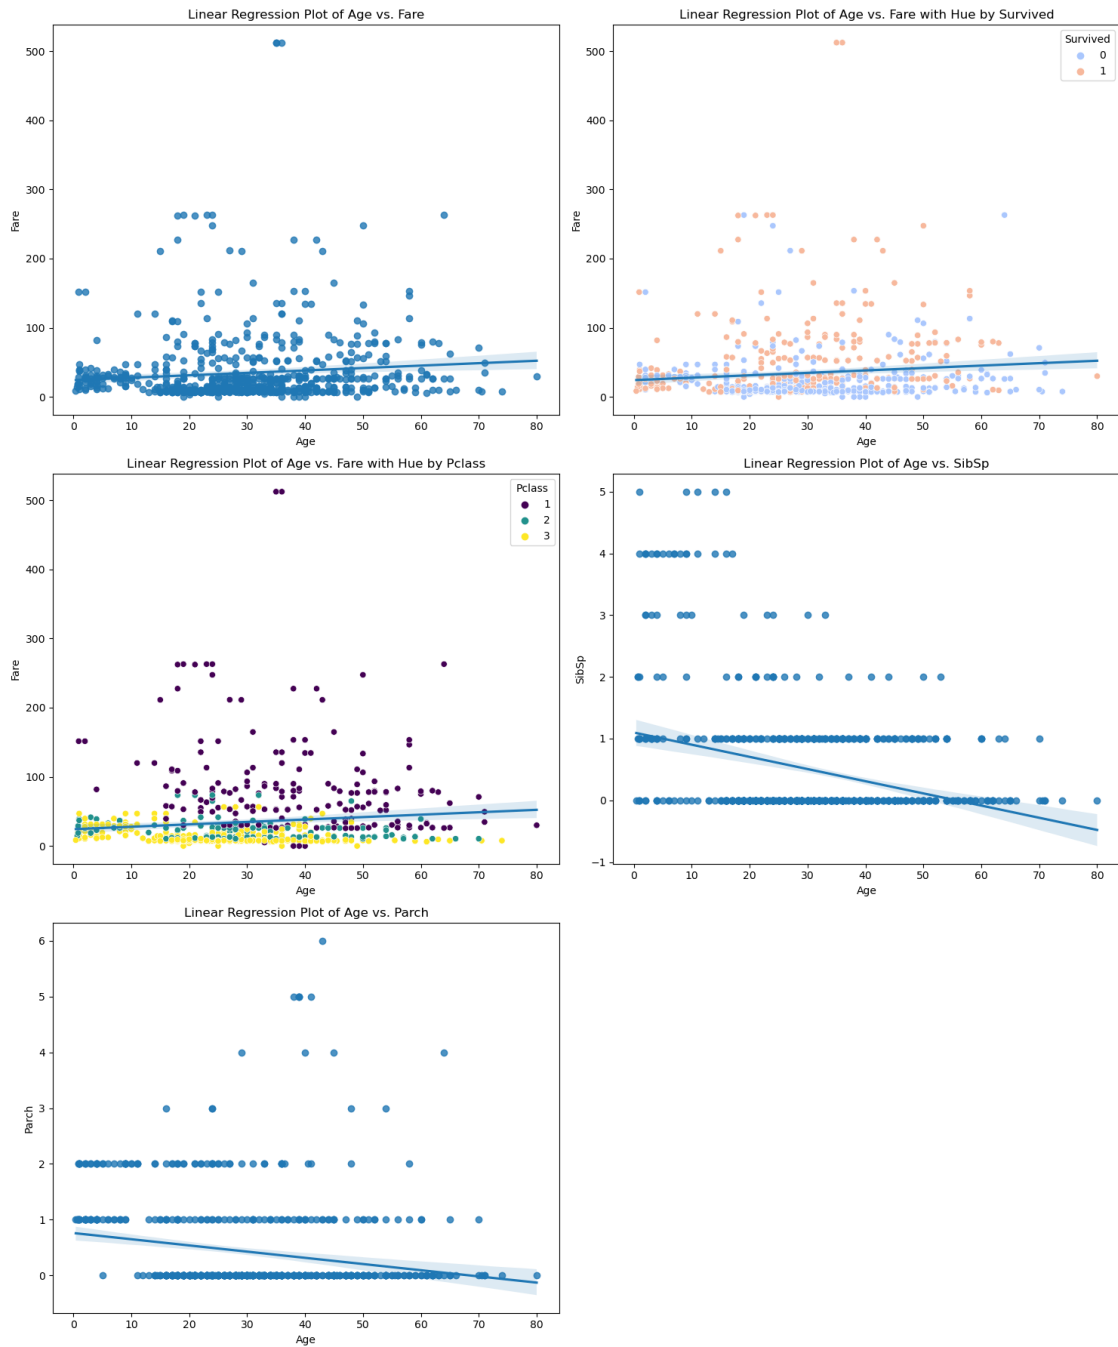 Linear Regression Plot of Age vs. Fare
500
400
300
200
100
0
Fare
0 10 20 30 40 50 60 70 80
Age
Linear Regression Plot of Age vs. Fare with Hue by Survived
Survived
0
1
500
400
300
200
100
0
Fare
0 10 20 30 40 50 60 70 80
Age
Linear Regression Plot of Age vs. Fare with Hue by Pclass
Pclass
1
2
3
500
400
300
200
100
0
Fare
0 10 20 30 40 50 60 70 80
Age
Linear Regression Plot of Age vs. SibSp
5
4
3
2
1
0
−1
SibSp
0 10 20 30 40 50 60 70 80
Age
Linear Regression Plot of Age vs. Parch
6
5
4
3
2
1
0
Parch
0 10 20 30 40 50 60 70 80
Age